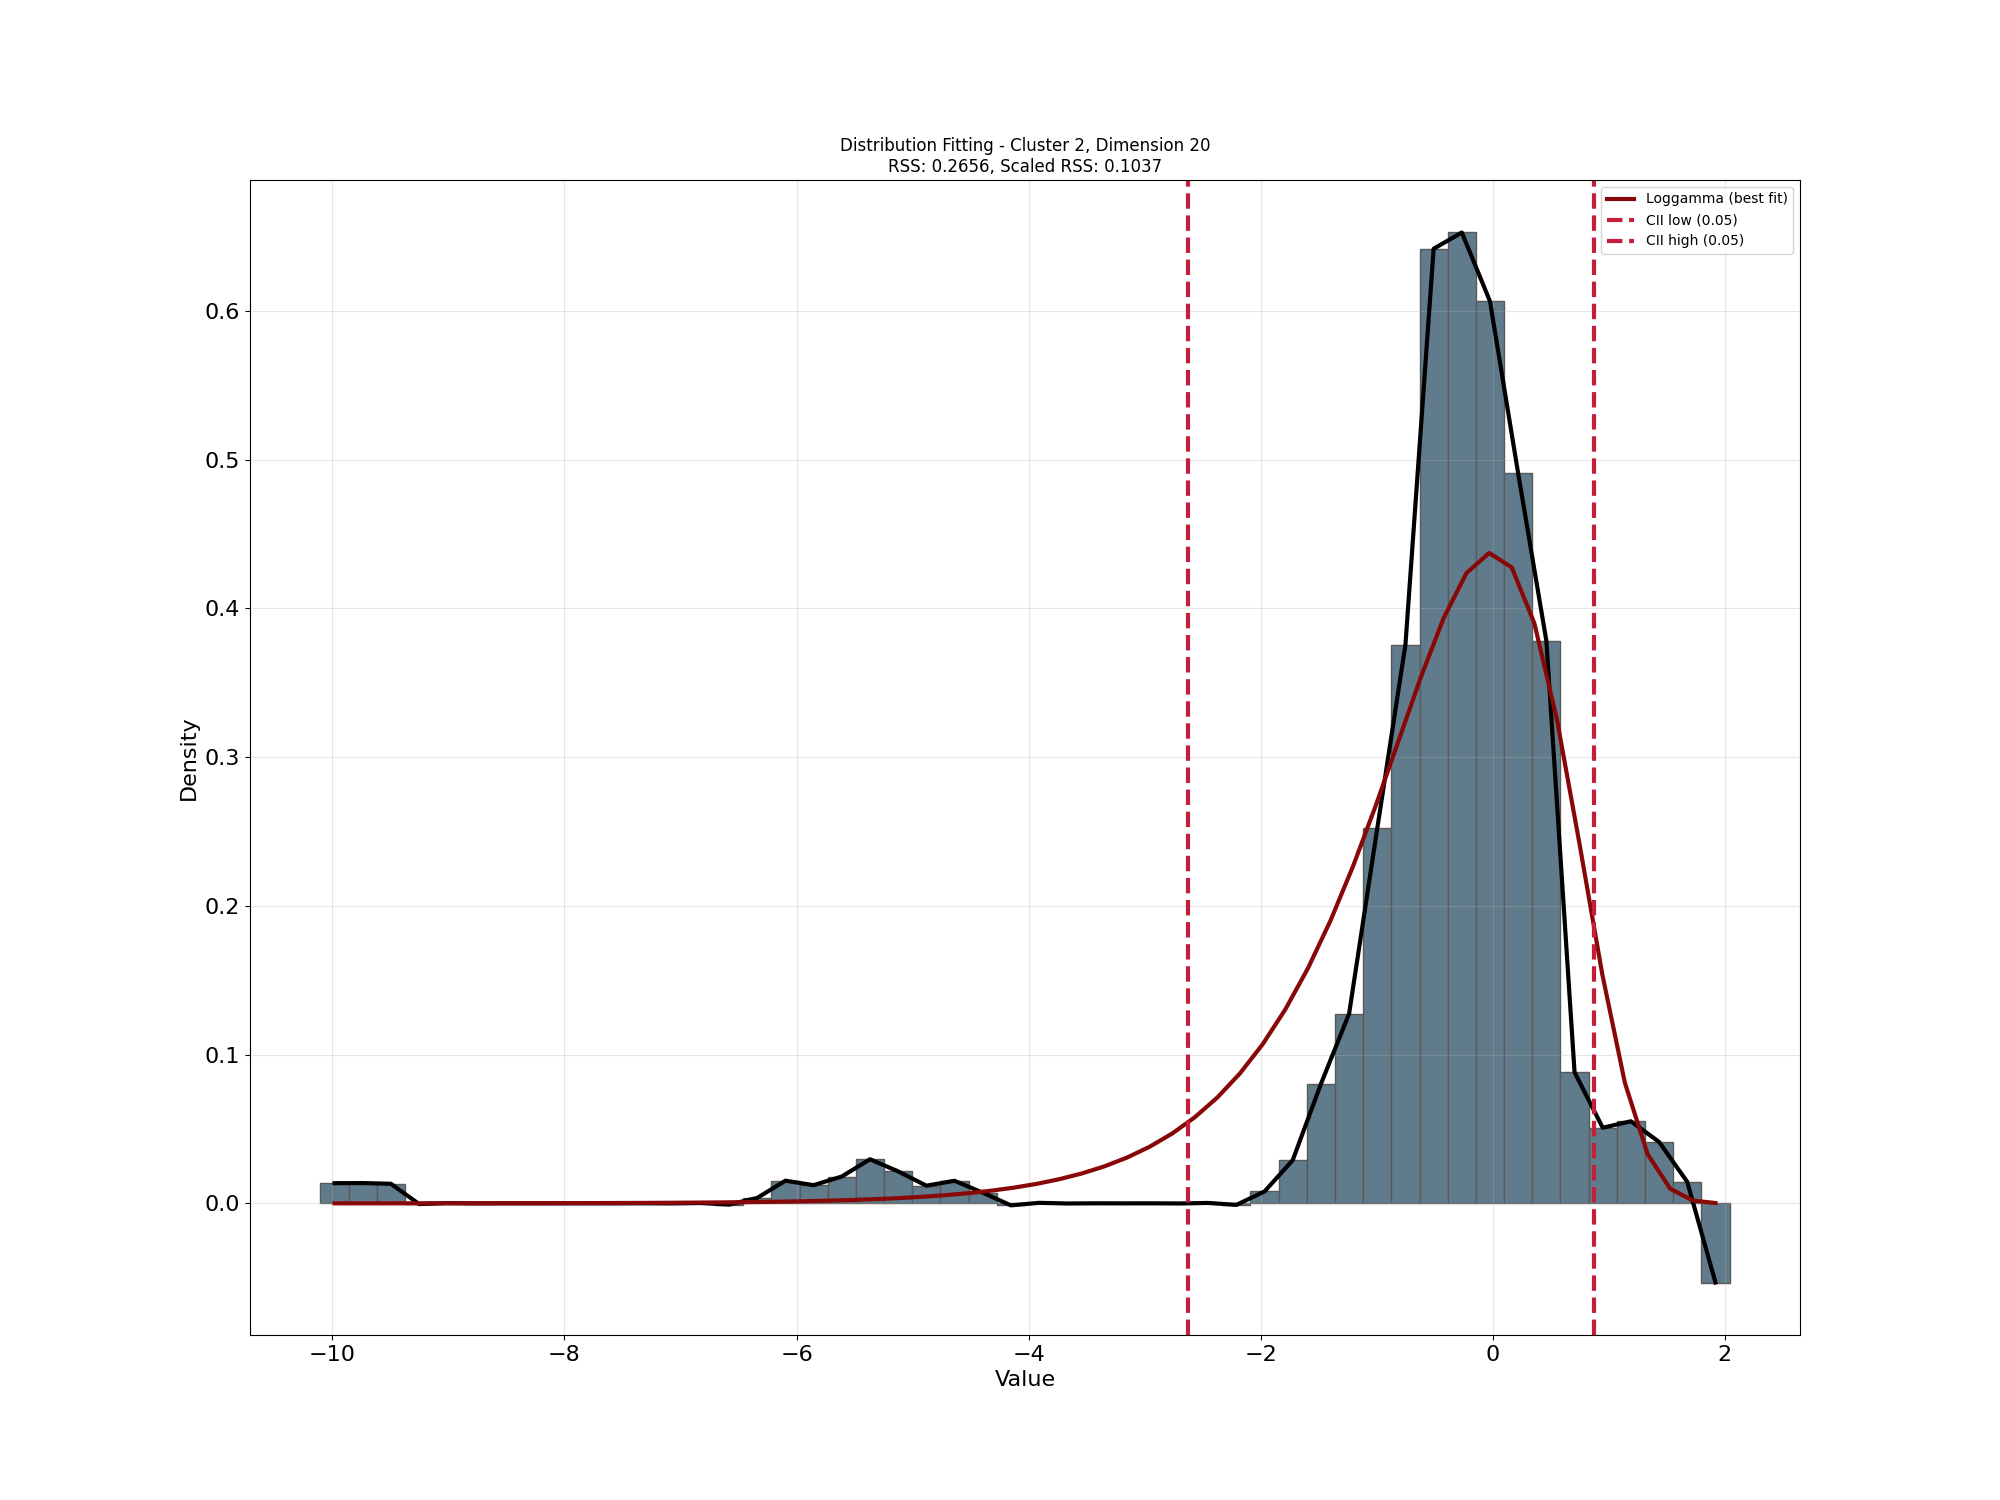 Distribution Fitting - Cluster 2, Dimension 20
RSS: 0.2656, Scaled RSS: 0.1037
Loggamma (best fit)
CII low (0.05)
CII high (0.05)
0.6
0.5
0.4
0.3
0.2
0.1
0.0
Density
−10
−8
−6
−4
−2
0
2
Value